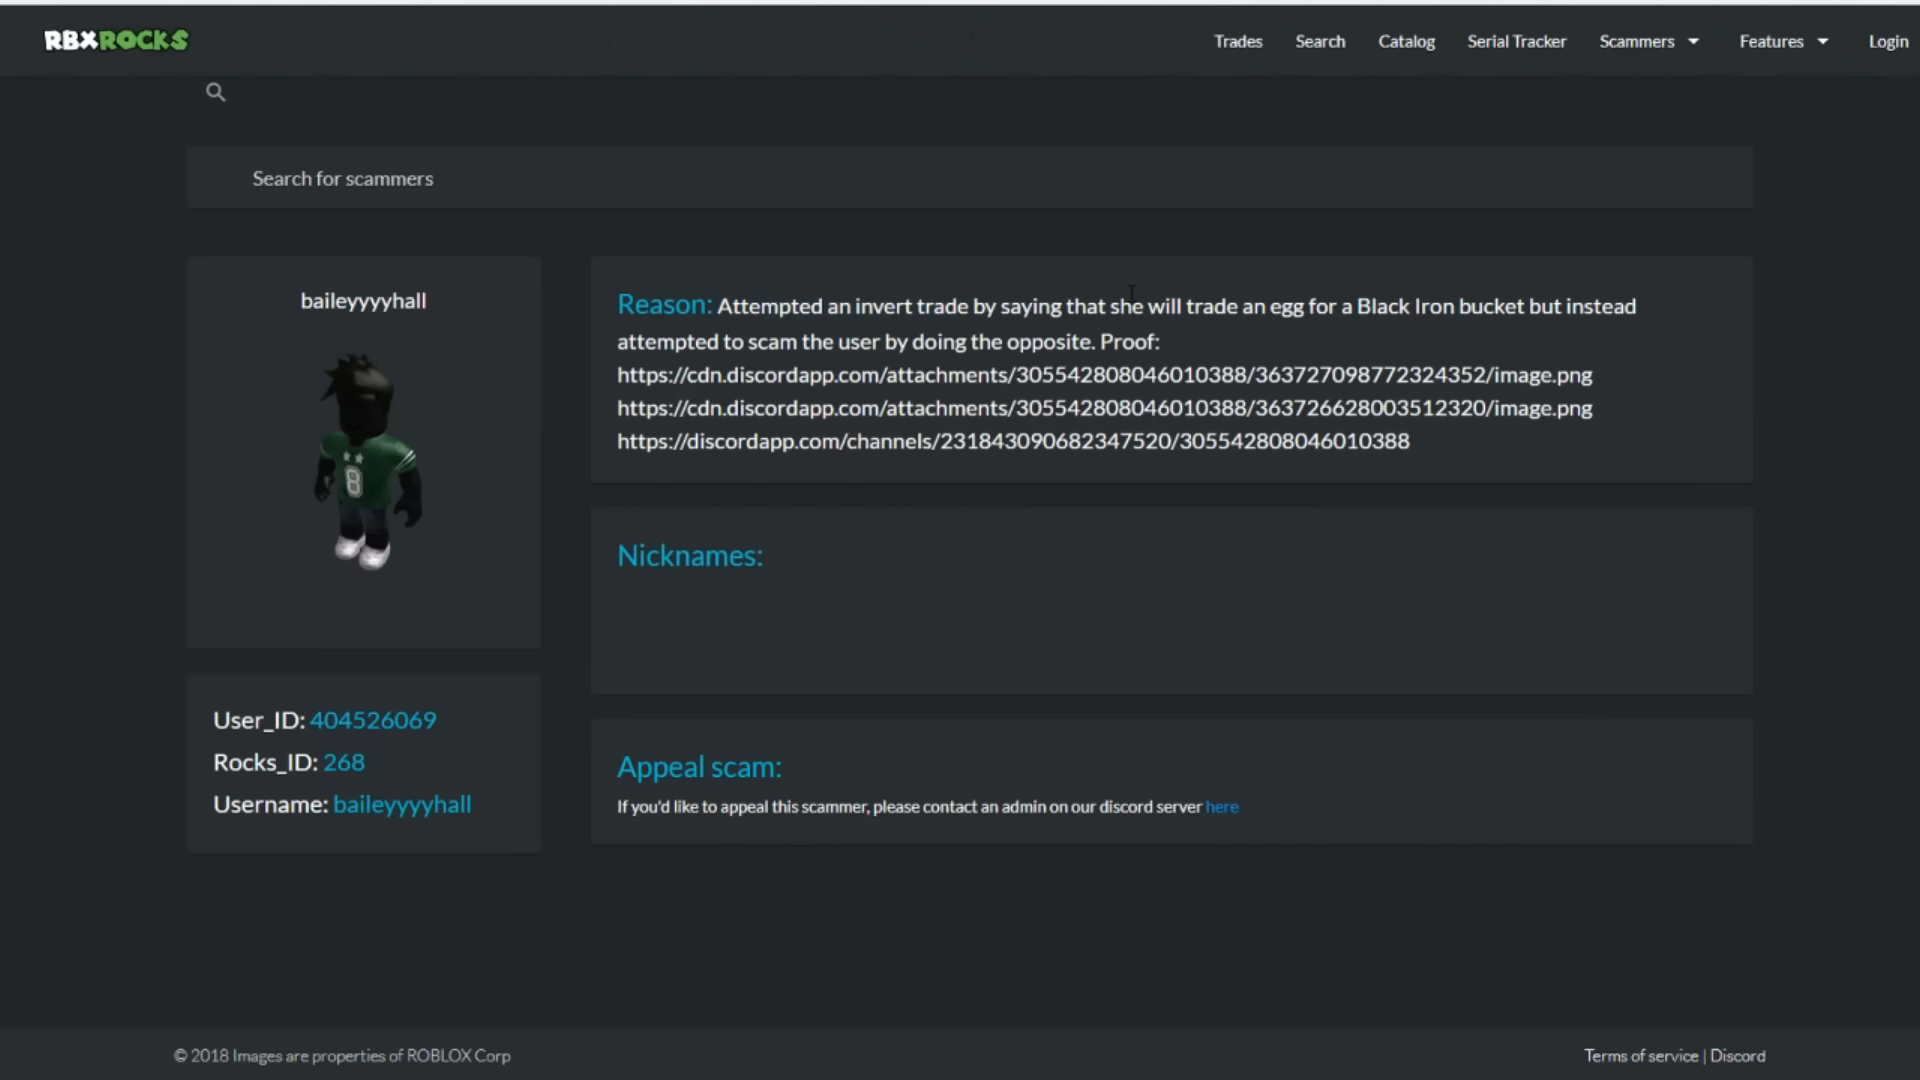 RBXROCKS
Trades Search Catalog Serial Tracker Scammers Features Login
Search for scammers
baileyyyyhall
8
User_ID: 404526069
Rocks_ID: 268
Username: baileyyyyhall
Reason: Attempted an invert trade by saying that she will trade an egg for a Black Iron bucket but instead
attempted to scam the user by doing the opposite. Proof:
https://cdn.discordapp.com/attachments/305542808046010388/363727098772324352/image.png
https://cdn.discordapp.com/attachments/305542808046010388/363726628003512320/image.png
https://discordapp.com/channels/231843090682347520/305542808046010388
Nicknames:
Appeal scam:
If you'd like to appeal this scammer, please contact an admin on our discord server here
© 2018 Images are properties of ROBLOX Corp
Terms of service | Discord